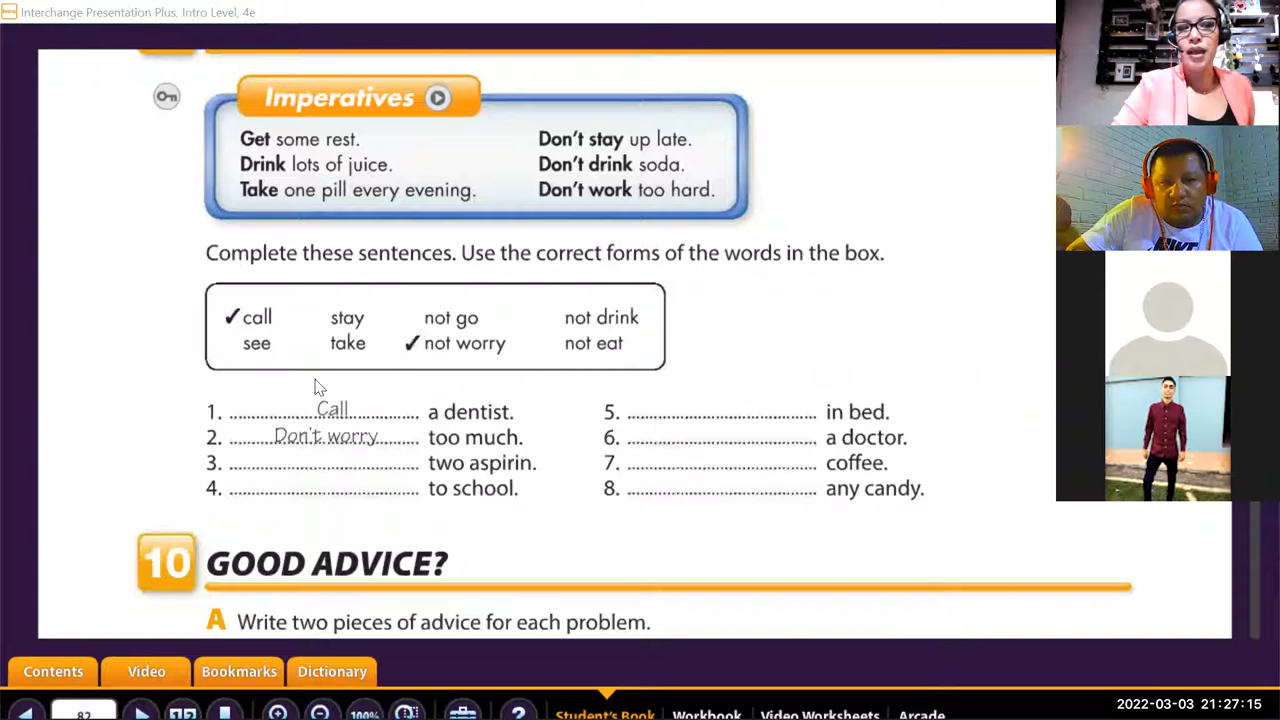 Interchange Presentation Plus, Intro Level, 4e
Imperatives
Get some rest.
Drink lots of juice.
Take one pill every evening.
Don't stay up late.
Don't drink soda.
Don't work too hard.
Complete these sentences. Use the correct forms of the words in the box.
✓ call stay not go not drink
see take ✓ not worry not eat
1. Call a dentist.
2. Don't worry too much.
3. two aspirin.
4. to school.
5. in bed.
6. a doctor.
7. coffee.
8. any candy.
10 GOOD ADVICE?
A Write two pieces of advice for each problem.
Contents Video Bookmarks Dictionary
82 100% Student's Book Workbook Video Worksheets Arcade
2022-03-03 21:27:15
NIKE